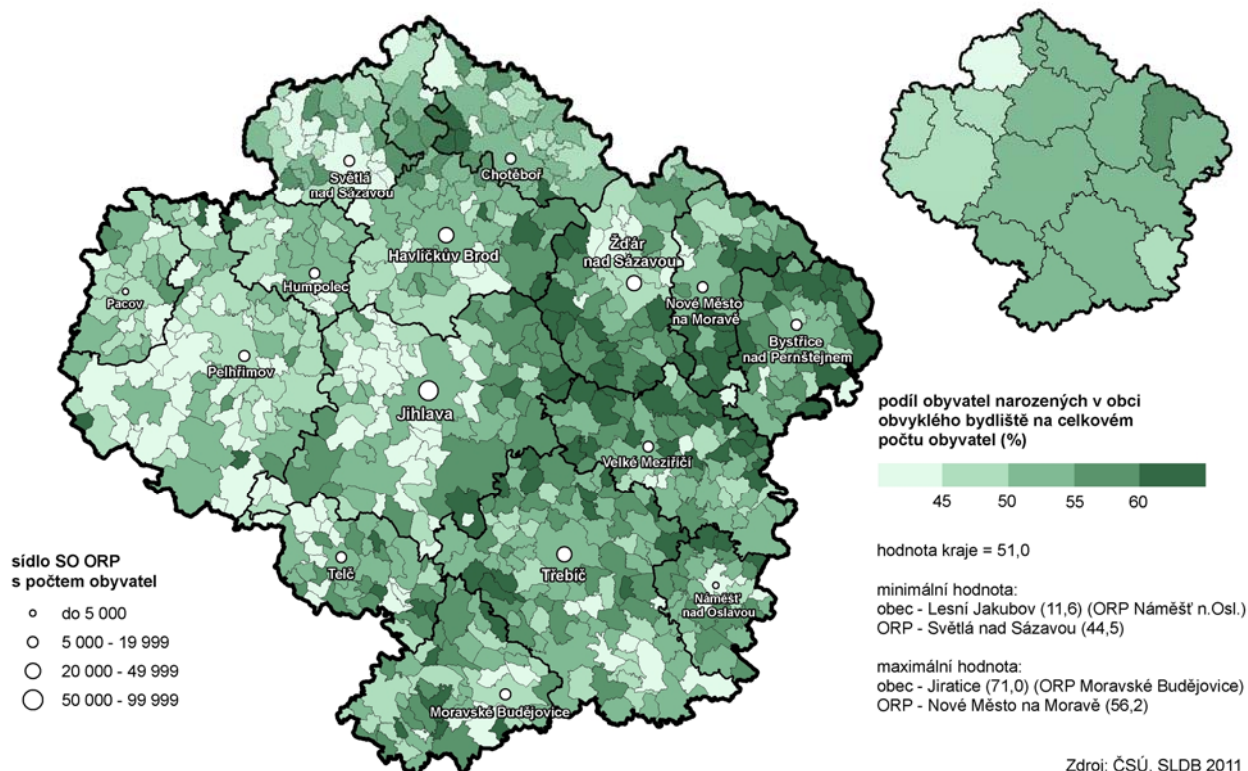 Světlá
nad Sázavou
Chotěboř
Havlíčkův Brod
Žďár
nad Sázavou
Humpolec
Pacov
Nové Město
na Moravě
Bystřice
nad Pernštejnem
Pelhřimov
Jihlava
Velké Meziříčí
Telč
Třebíč
Náměšť
nad Oslavou
Moravské Budějovice
sídlo SO ORP
s počtem obyvatel
do 5 000
5 000 - 19 999
20 000 - 49 999
50 000 - 99 999
podíl obyvatel narozených v obci
obvyklého bydliště na celkovém
počtu obyvatel (%)
45 50 55 60
hodnota kraje = 51,0
minimální hodnota:
obec - Lesní Jakubov (11,6) (ORP Náměšť n.Osl.)
ORP - Světlá nad Sázavou (44,5)
maximální hodnota:
obec - Jiratice (71,0) (ORP Moravské Budějovice)
ORP - Nové Město na Moravě (56,2)
Zdroj: ČSÚ, SLDB 2011